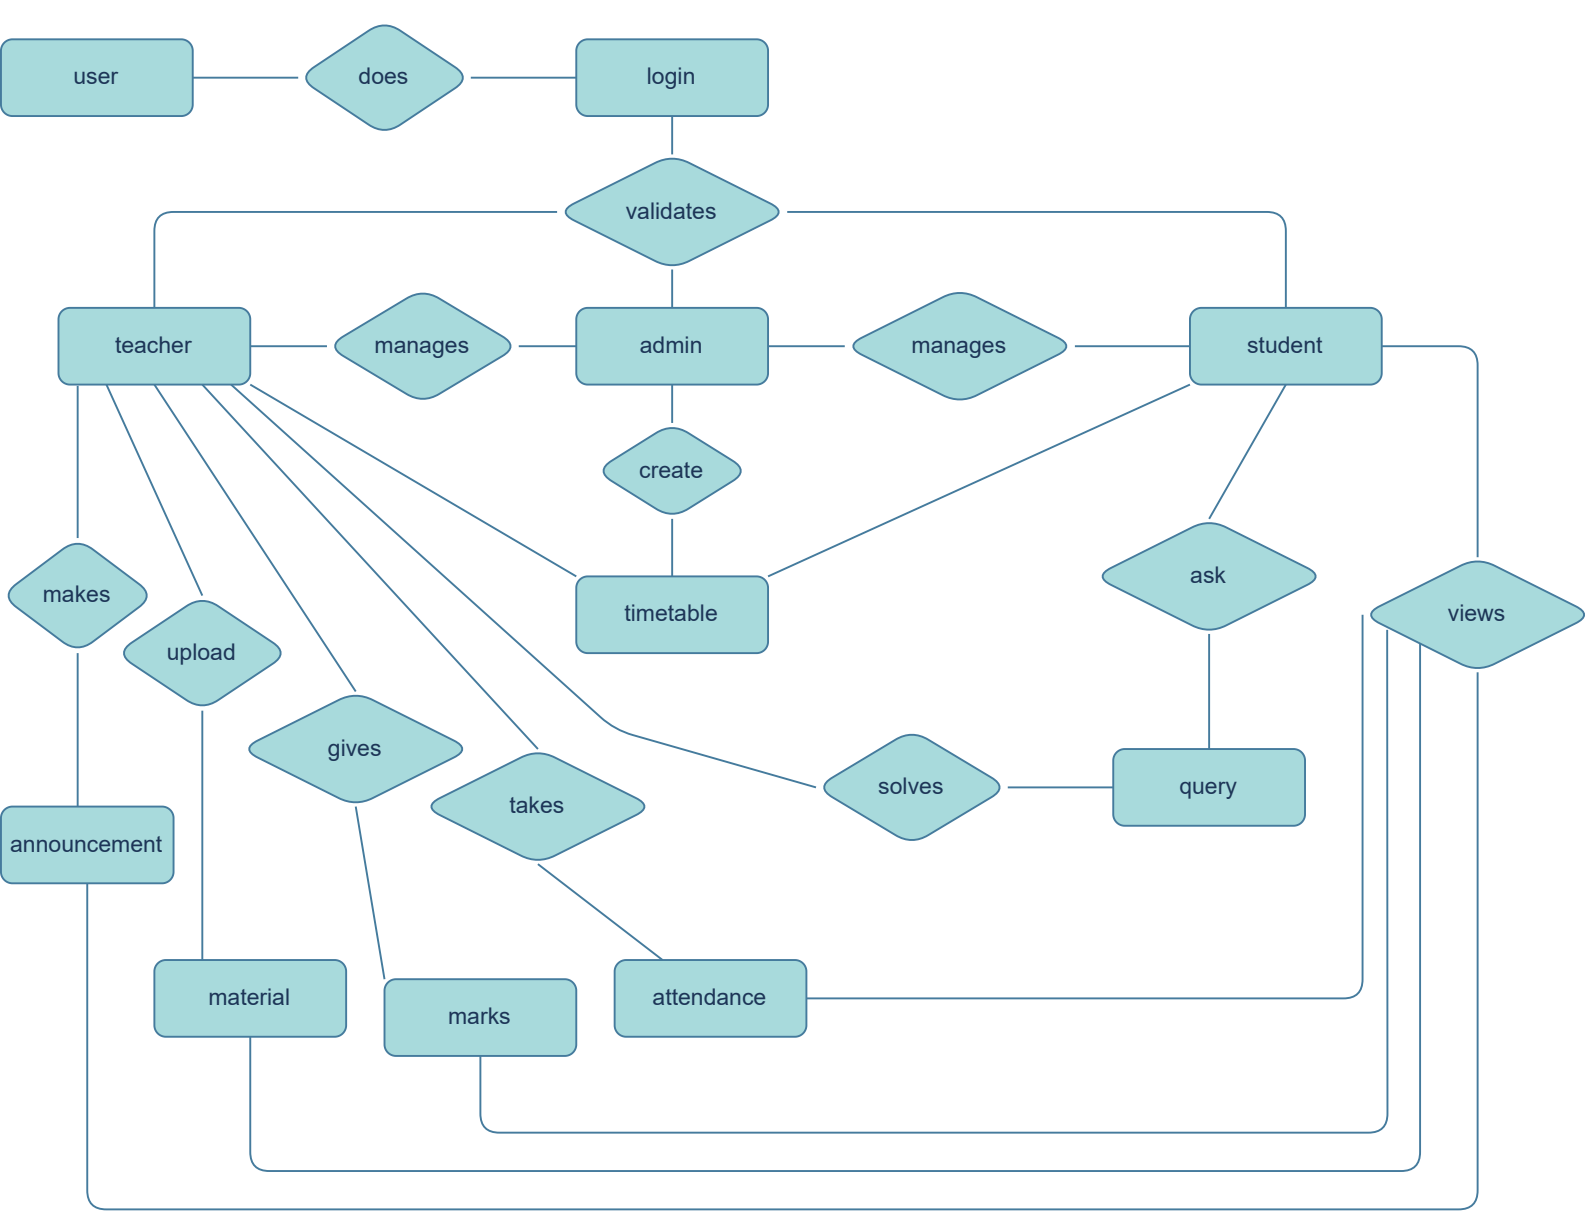 user
does
login
validates
teacher
manages
admin
manages
student
create
makes
upload
timetable
ask
views
gives
takes
solves
query
announcement
material
marks
attendance